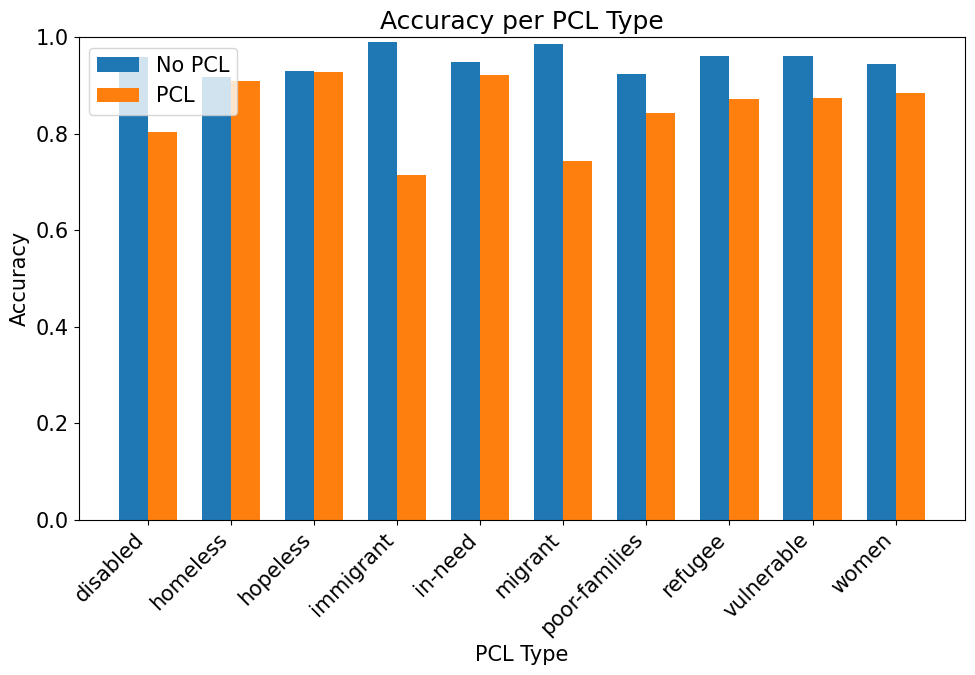 Accuracy per PCL Type
No PCL
PCL
Accuracy
1.0
0.8
0.6
0.4
0.2
0.0
disabled
homeless
hopeless
immigrant
in-need
migrant
poor-families
refugee
vulnerable
women
PCL Type